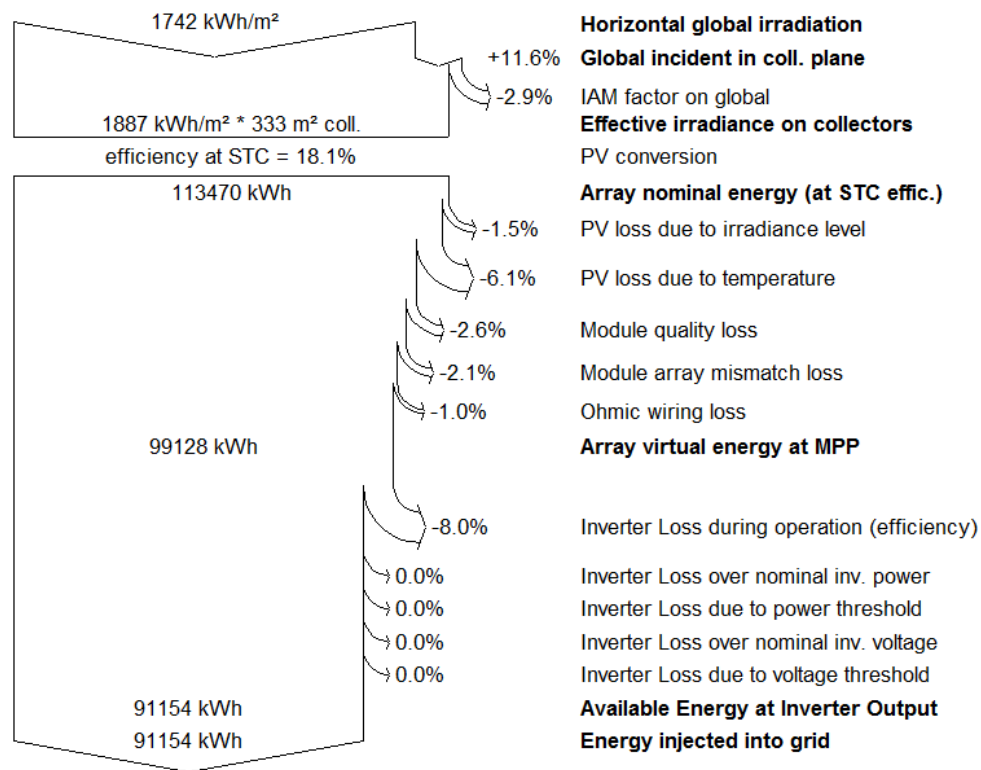 1742 kWh/m² Horizontal global irradiation
+11.6% Global incident in coll. plane
-2.9% IAM factor on global
1887 kWh/m² * 333 m² coll. Effective irradiance on collectors
efficiency at STC = 18.1% PV conversion
113470 kWh Array nominal energy (at STC effic.)
-1.5% PV loss due to irradiance level
-6.1% PV loss due to temperature
-2.6% Module quality loss
-2.1% Module array mismatch loss
-1.0% Ohmic wiring loss
99128 kWh Array virtual energy at MPP
-8.0% Inverter Loss during operation (efficiency)
0.0% Inverter Loss over nominal inv. power
0.0% Inverter Loss due to power threshold
0.0% Inverter Loss over nominal inv. voltage
0.0% Inverter Loss due to voltage threshold
91154 kWh Available Energy at Inverter Output
91154 kWh Energy injected into grid